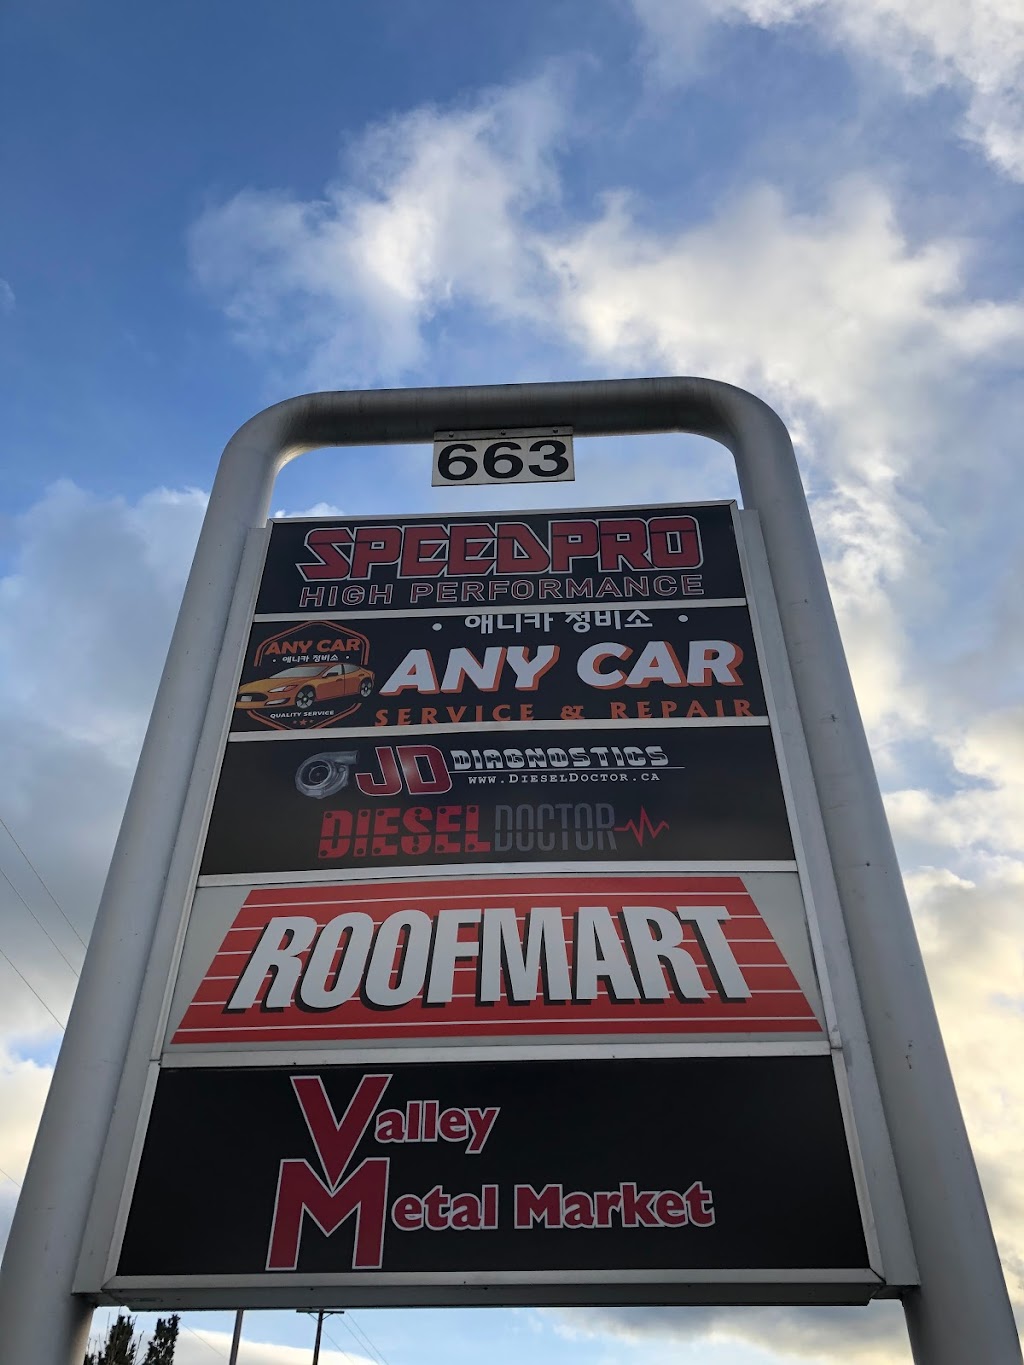 663
SPEEDPRO
HIGH PERFORMANCE
ANY CAR
• 애니카 정비소 •
QUALITY SERVICE
• 애니카 정비소 •
ANY CAR
SERVICE & REPAIR
JD DIAGNOSTICS
WWW.DIESELDOCTOR.CA
DIESEL DOCTOR
ROOFMART
Valley
Metal Market